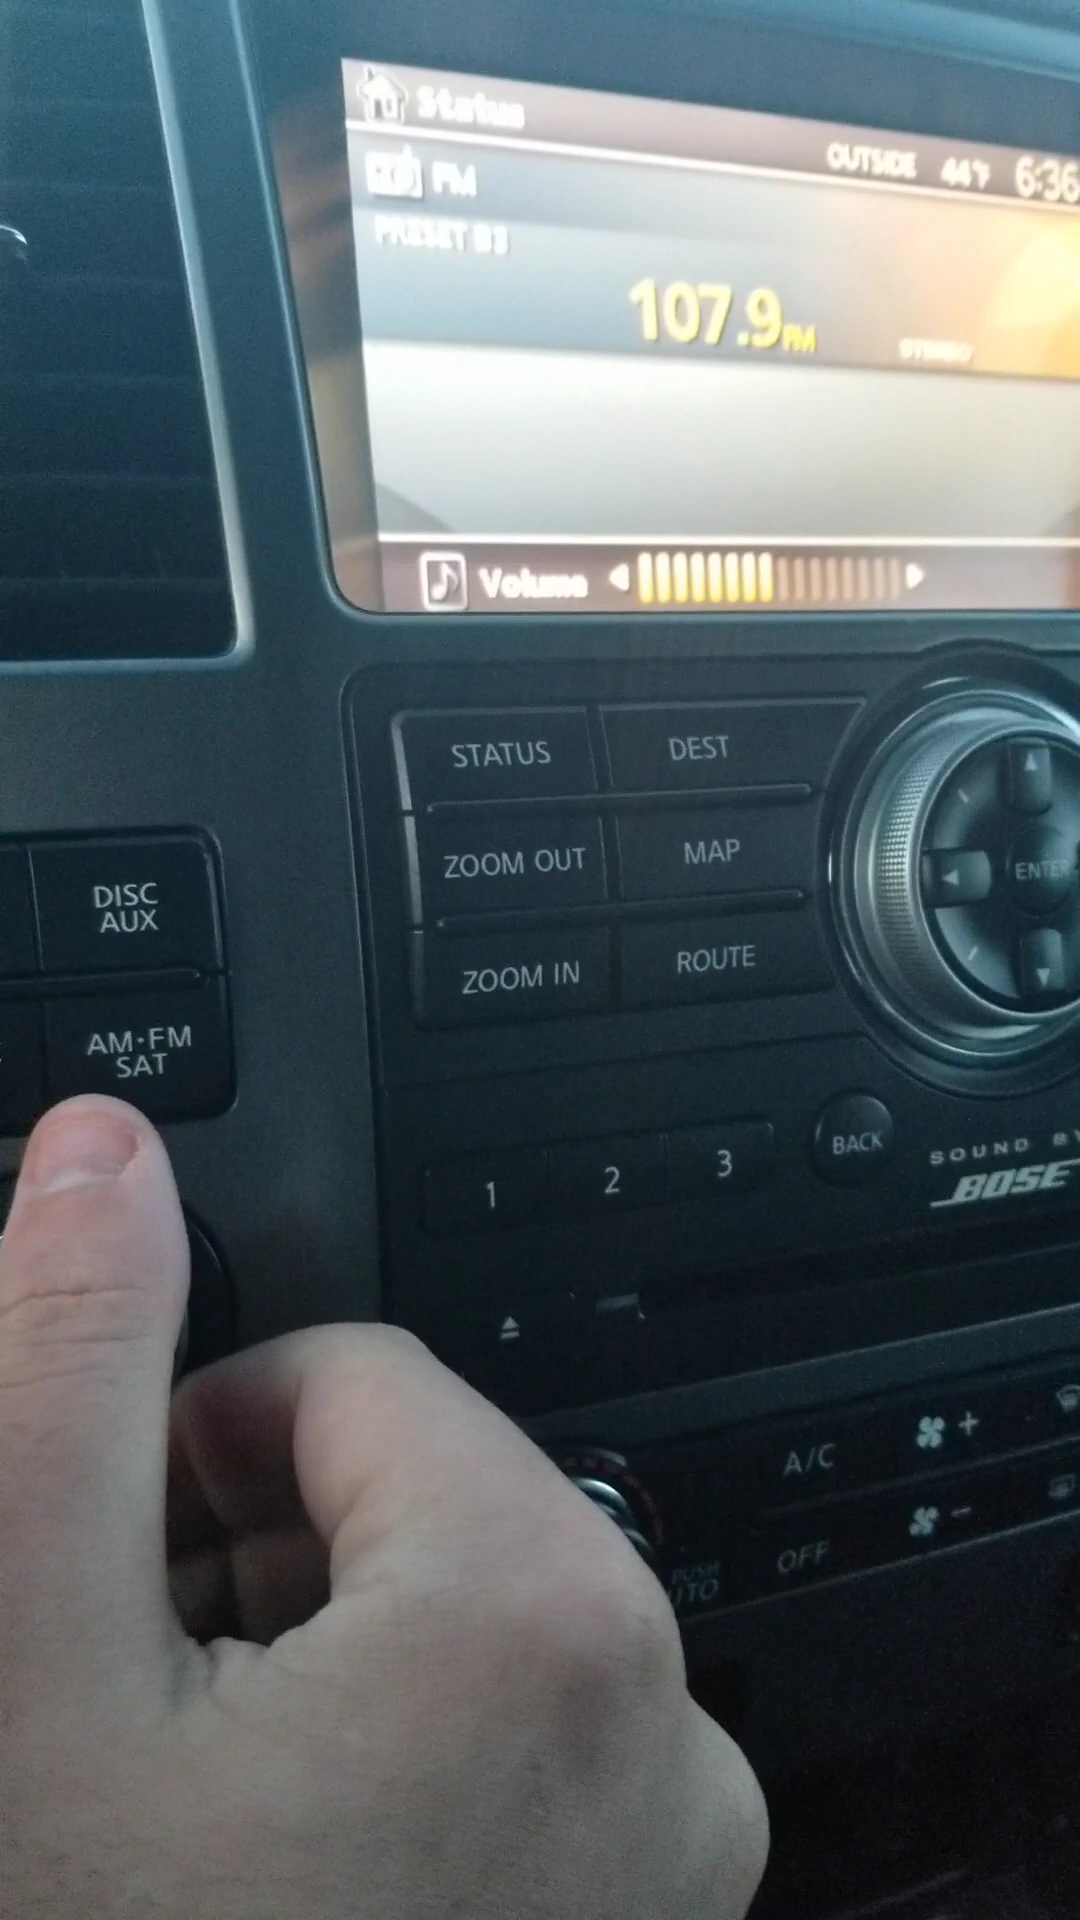 Status
OUTSIDE 44°F 6:36
FM
PRESET B3
107.9 FM
STEREO
Volume
STATUS
DEST
ZOOM OUT
MAP
ZOOM IN
ROUTE
ENTER
DISC
AUX
AM·FM
SAT
1
2
3
BACK
SOUND BY
BOSE
A/C
+
-
OFF
PUSH